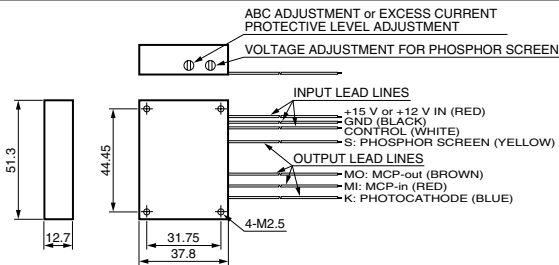 ABC ADJUSTMENT or EXCESS CURRENT
PROTECTIVE LEVEL ADJUSTMENT
VOLTAGE ADJUSTMENT FOR PHOSPHOR SCREEN
INPUT LEAD LINES
+15 V or +12 V IN (RED)
GND (BLACK)
CONTROL (WHITE)
S: PHOSPHOR SCREEN (YELLOW)
OUTPUT LEAD LINES
MO: MCP-out (BROWN)
MI: MCP-in (RED)
K: PHOTOCATHODE (BLUE)
51.3
44.45
4-M2.5
12.7
31.75
37.8